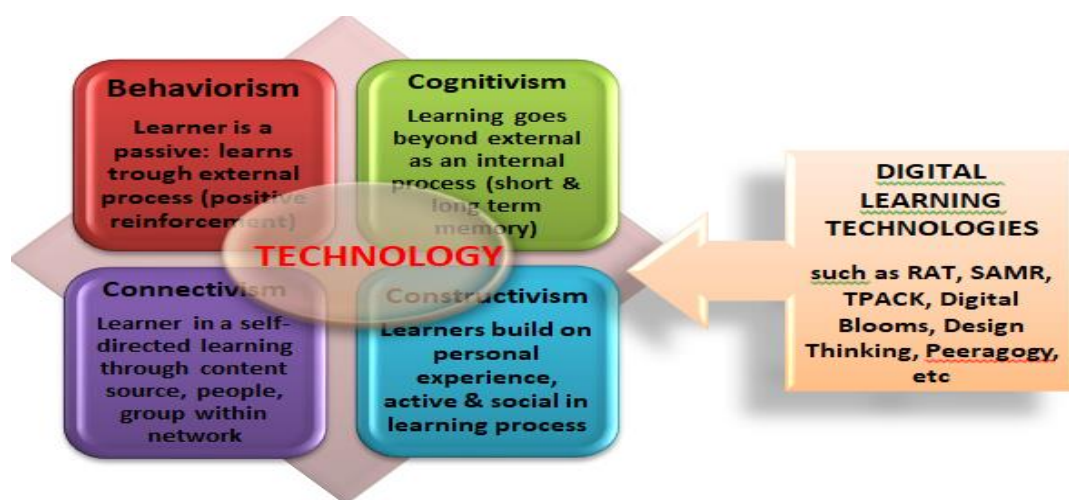 Behaviorism
Learner is a
passive: learns
trough external
process (positive
reinforcement)
Cognitivism
Learning goes
beyond external
as an internal
process (short &
long term
memory)
TECHNOLOGY
Connectivism
Learner in a self-
directed learning
through content
source, people,
group within
network
Constructivism
Learners build on
personal
experience,
active & social in
learning process
DIGITAL
LEARNING
TECHNOLOGIES
such as RAT, SAMR,
TPACK, Digital
Blooms, Design
Thinking, Peeragogy,
etc